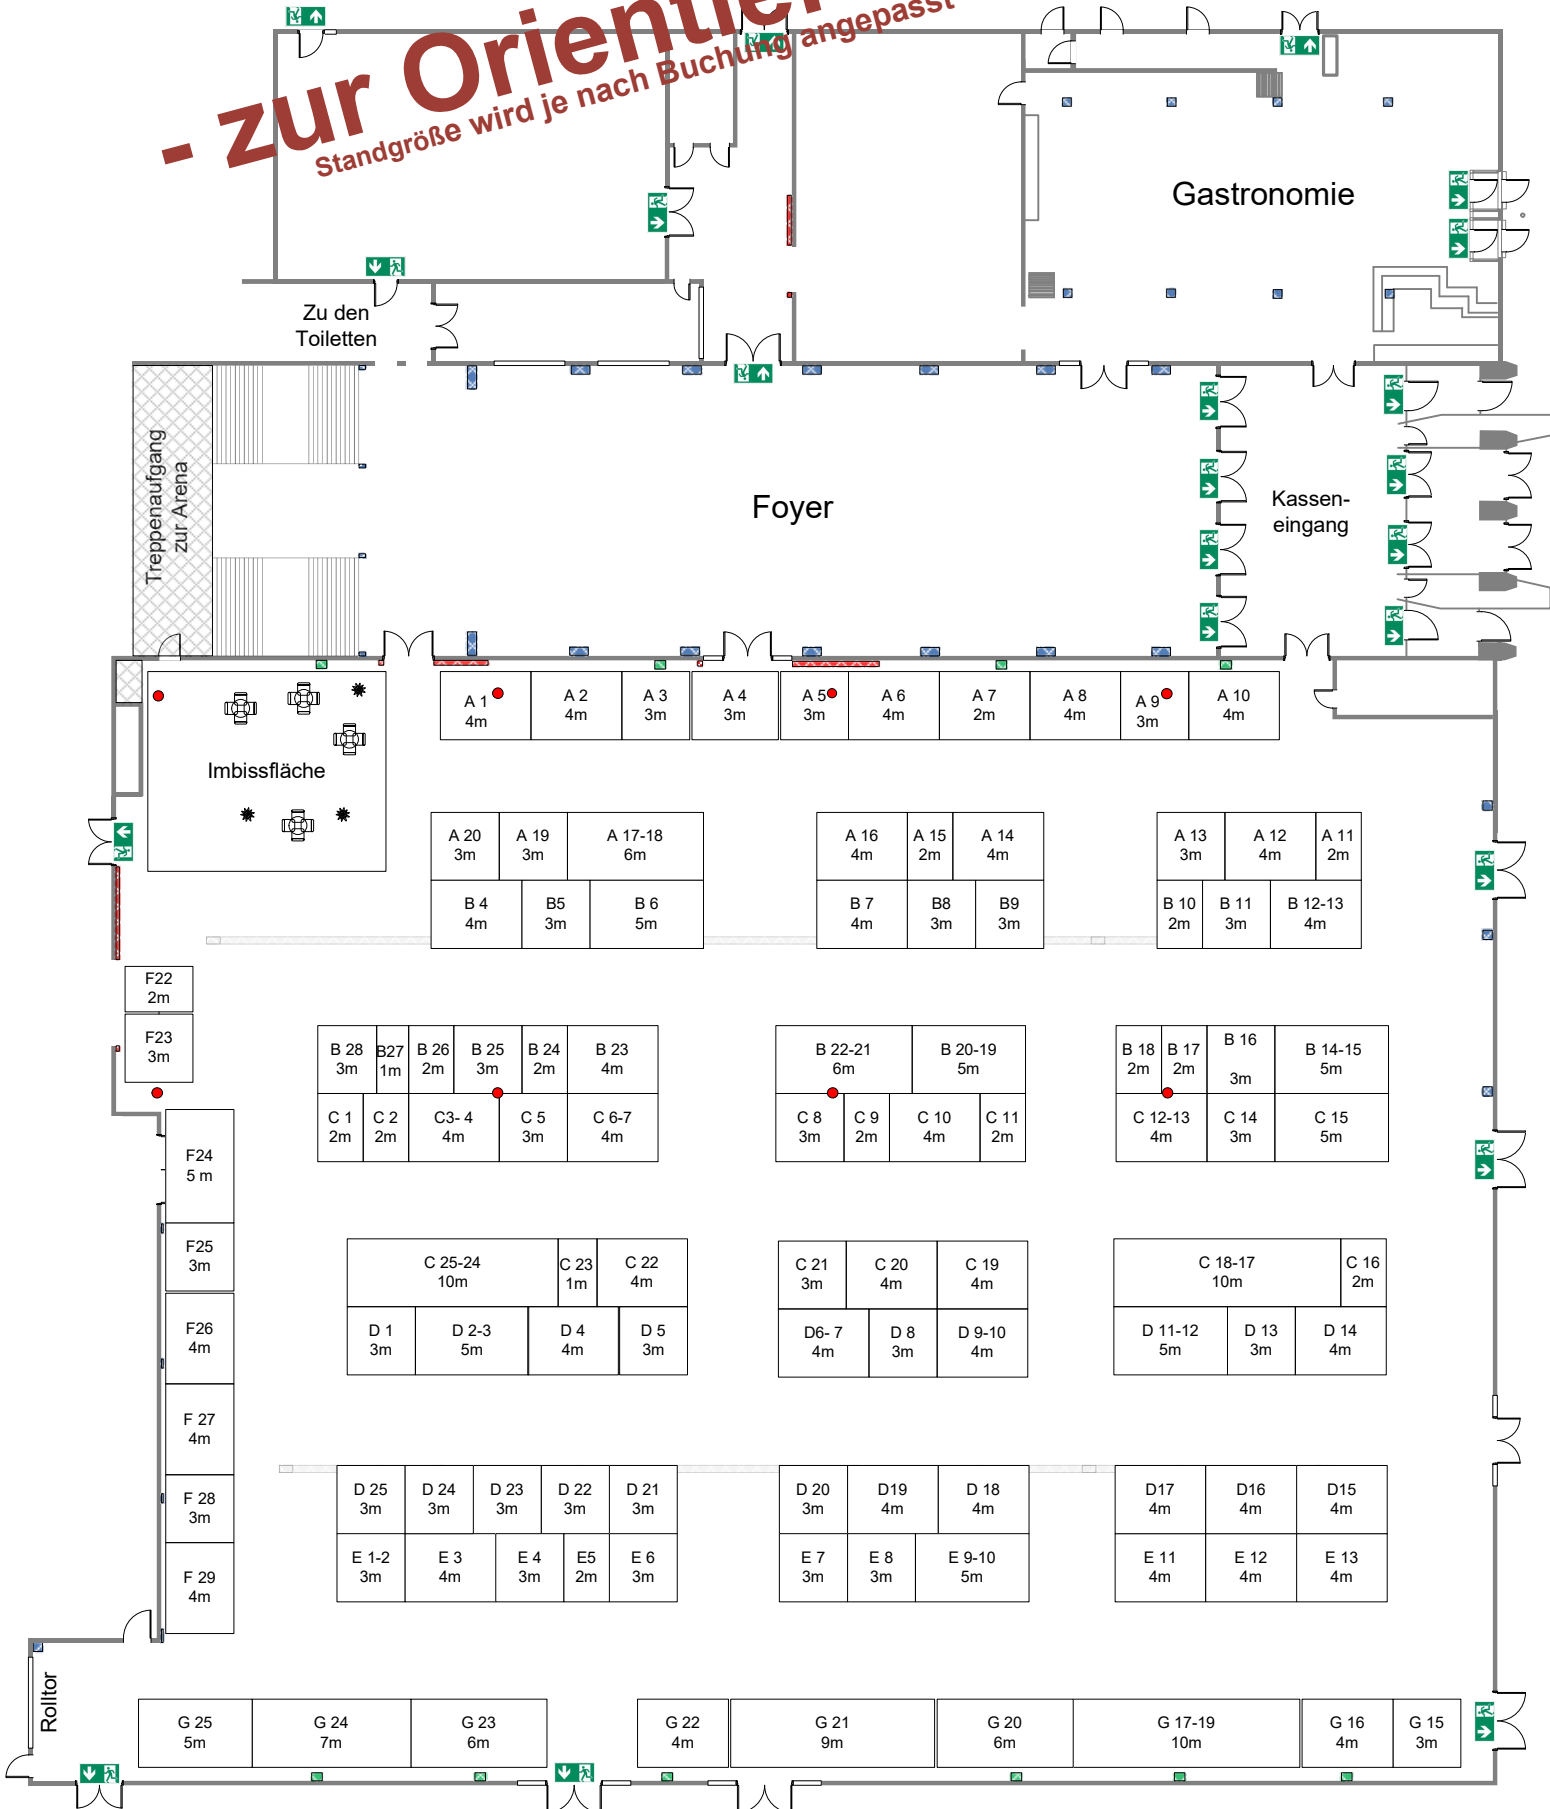 - zur Orientier
Standgröße wird je nach Buchung angepasst
Gastronomie
Zu den
Toiletten
Treppenaufgang
zur Arena
Foyer
Kassen-
eingang
A 1
4m
A 2
4m
A 3
3m
A 4
3m
A 5
3m
A 6
4m
A 7
2m
A 8
4m
A 9
3m
A 10
4m
Imbissfläche
A 20
3m
A 19
3m
A 17-18
6m
A 16
4m
A 15
2m
A 14
4m
A 13
3m
A 12
4m
A 11
2m
B 4
4m
B5
3m
B 6
5m
B 7
4m
B8
3m
B9
3m
B 10
2m
B 11
3m
B 12-13
4m
F22
2m
F23
3m
B 28
3m
B27
1m
B 26
2m
B 25
3m
B 24
2m
B 23
4m
B 22-21
6m
B 20-19
5m
B 18
2m
B 17
2m
B 16
3m
B 14-15
5m
C 1
2m
C 2
2m
C3- 4
4m
C 5
3m
C 6-7
4m
C 8
3m
C 9
2m
C 10
4m
C 11
2m
C 12-13
4m
C 14
3m
C 15
5m
F24
5 m
F25
3m
F26
4m
F 27
4m
F 28
3m
F 29
4m
C 25-24
10m
C 23
1m
C 22
4m
C 21
3m
C 20
4m
C 19
4m
C 18-17
10m
C 16
2m
D 1
3m
D 2-3
5m
D 4
4m
D 5
3m
D6- 7
4m
D 8
3m
D 9-10
4m
D 11-12
5m
D 13
3m
D 14
4m
D 25
3m
D 24
3m
D 23
3m
D 22
3m
D 21
3m
D 20
3m
D19
4m
D 18
4m
D17
4m
D16
4m
D15
4m
E 1-2
3m
E 3
4m
E 4
3m
E5
2m
E 6
3m
E 7
3m
E 8
3m
E 9-10
5m
E 11
4m
E 12
4m
E 13
4m
Rolltor
G 25
5m
G 24
7m
G 23
6m
G 22
4m
G 21
9m
G 20
6m
G 17-19
10m
G 16
4m
G 15
3m